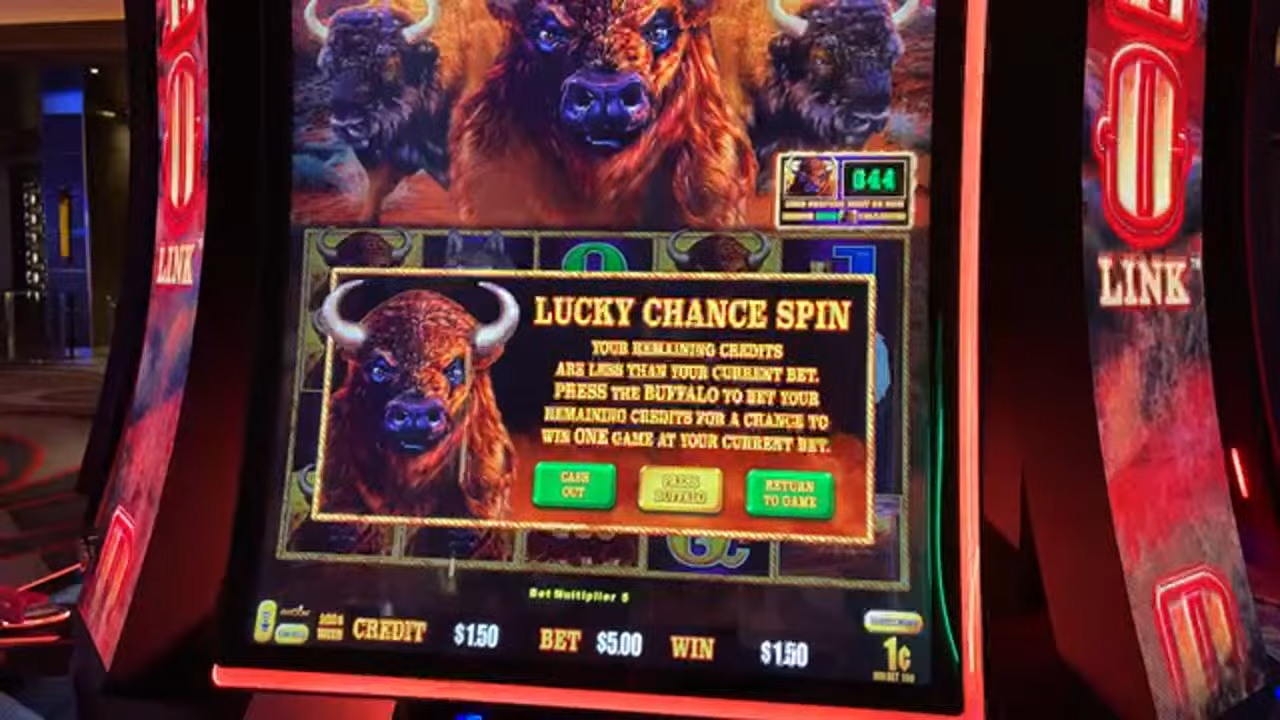 LINK
LINK
644
LUCKY CHANCE SPIN
YOUR REMAINING CREDITS
ARE LESS THAN YOUR CURRENT BET.
PRESS THE BUFFALO TO BET YOUR
REMAINING CREDITS FOR A CHANCE TO
WIN ONE GAME AT YOUR CURRENT BET.
CASH
OUT
PRESS
BUFFALO
RETURN
TO GAME
Bet Multiplier 5
CREDIT $1.50 BET $5.00 WIN $1.50
1¢